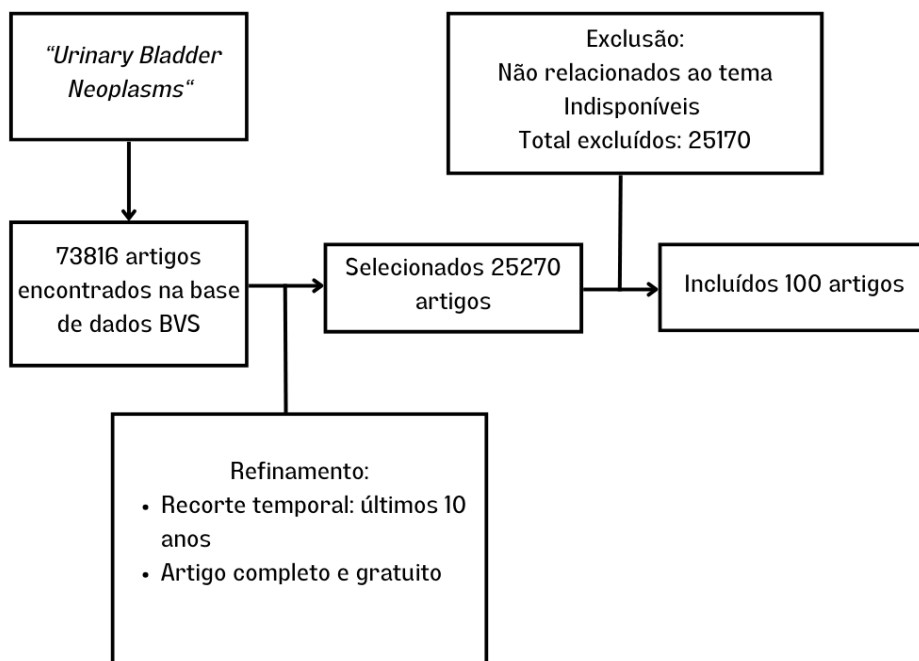 “Urinary Bladder
Neoplasms“
Exclusão:
Não relacionados ao tema
Indisponíveis
Total excluídos: 25170
73816 artigos
encontrados na base
de dados BVS
Selecionados 25270
artigos
Incluídos 100 artigos
Refinamento:
• Recorte temporal: últimos 10
anos
• Artigo completo e gratuito